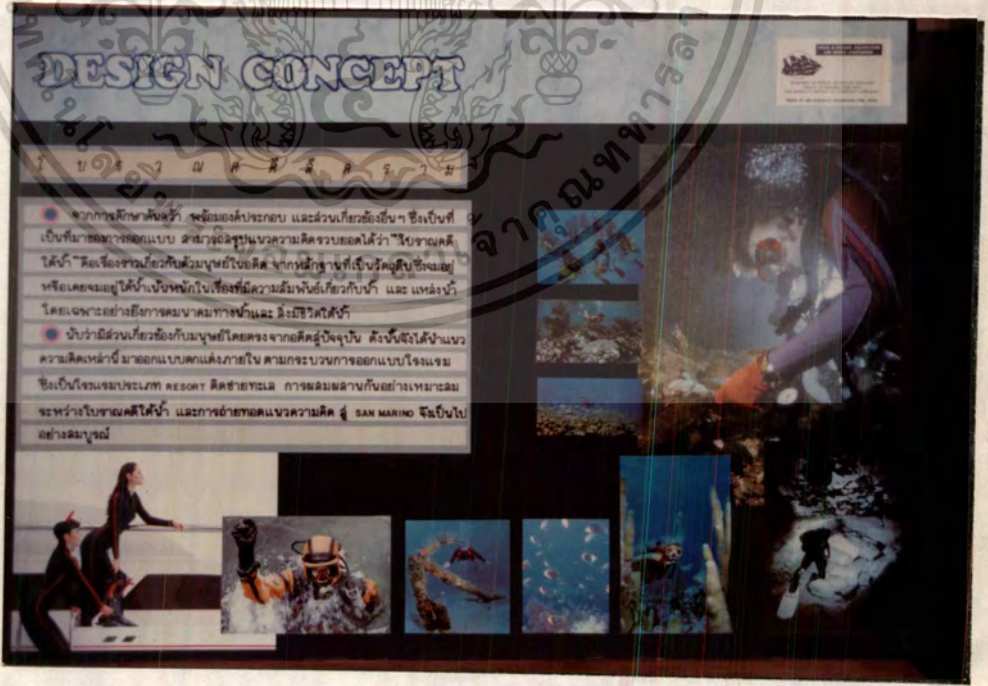 DESIGN CONCEPT
โ บ ร า ณ ค ดี ส ี่ ค ร า ม
จากการศึกษาค้นคว้า พร้อมองค์ประกอบ และส่วนเกี่ยวข้องอื่นๆ ซึ่งเป็นที่
เป็นที่มาของการออกแบบ สามารถสรุปแนวความคิดรวบยอดได้ว่า "โบราณคดี
ใต้น้ำ" คือเรื่องราวเกี่ยวกับตัวมนุษย์ในอดีต จากหลักฐานที่เป็นวัตถุดิบซึ่งจมอยู่
หรือเคยจมอยู่ใต้น้ำเน้นหนักในเรื่องที่มีความสัมพันธ์เกี่ยวกับน้ำ และ แหล่งน้ำ
โดยเฉพาะอย่างยิ่งการคมนาคมทางน้ำและ สิ่งมีชีวิตใต้น้ำ
นับว่ามีส่วนเกี่ยวข้องกับมนุษย์โดยตรงจากอดีตสู่ปัจจุบัน ดังนั้นจึงได้นำแนว
ความคิดเหล่านี้ มาออกแบบตกแต่งภายใน ตามกระบวนการออกแบบโรงแรม
ซึ่งเป็นโรงแรมประเภท RESORT ติดชายทะเล การผสมผสานกันอย่างเหมาะสม
ระหว่างโบราณคดีใต้น้ำ และการถ่ายทอดแนวความคิด สู่ SAN MARINO จึงเป็นไป
อย่างสมบูรณ์